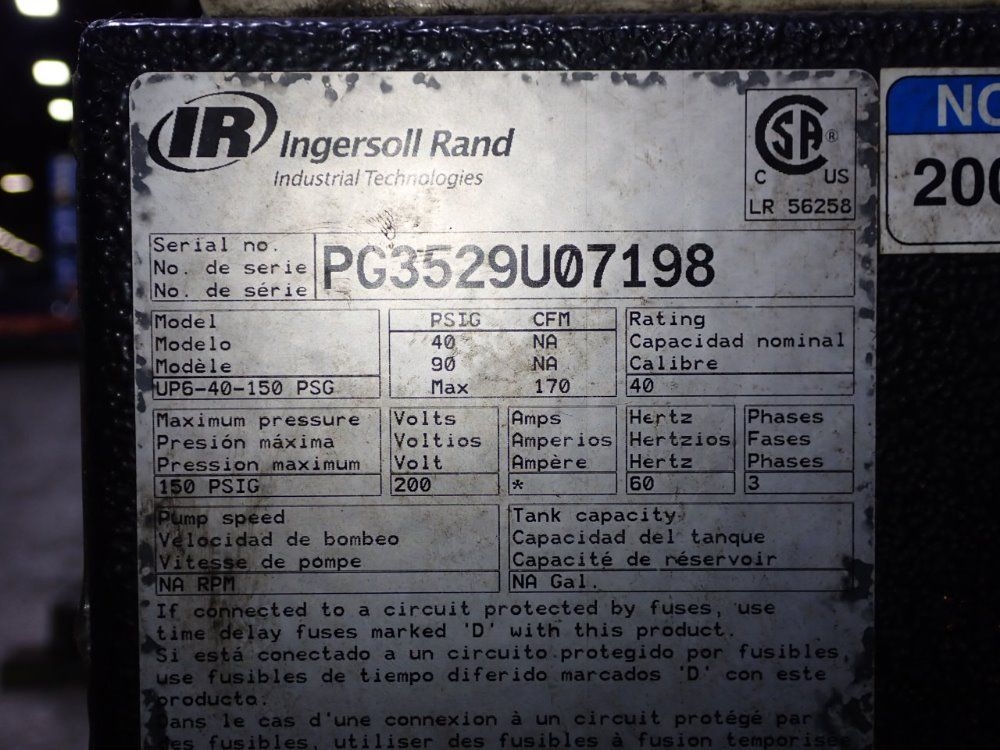 IR Ingersoll Rand
Industrial Technologies
CSA ®
C US
LR 56258
NO
200
Serial no.
No. de serie
No. de série
PG3529U07198
Model
Modelo
Modèle
UP6-40-150 PSG
PSIG CFM
40 NA
90 NA
Max 170
Rating
Capacidad nominal
Calibre
40
Maximum pressure
Presión máxima
Pression maximum
150 PSIG
Volts
Voltios
Volt
200
Amps
Amperios
Ampère
*
Hertz
Hertzios
Hertz
60
Phases
Fases
Phases
3
Pump speed
Velocidad de bombeo
Vitesse de pompe
NA RPM
Tank capacity
Capacidad del tanque
Capacité de réservoir
NA Gal.
If connected to a circuit protected by fuses, use
time delay fuses marked 'D' with this product.
Si está conectado a un circuito protegido por fusibles,
use fusibles de tiempo diferido marcados 'D' con este
producto.
Dans le cas d'une connexion à un circuit protégé par
des fusibles, utiliser des fusibles à fusion temporisée